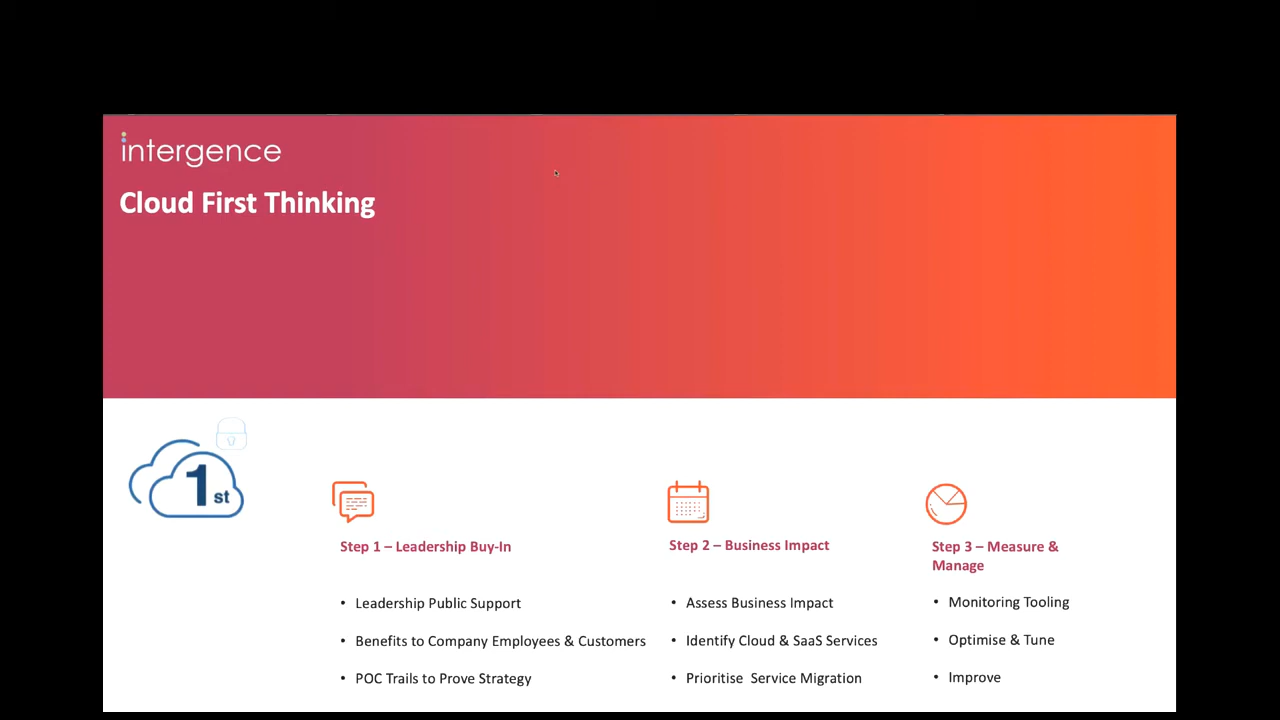 intergence
Cloud First Thinking
1st
Step 1 – Leadership Buy-In
• Leadership Public Support
• Benefits to Company Employees & Customers
• POC Trails to Prove Strategy
Step 2 – Business Impact
• Assess Business Impact
• Identify Cloud & SaaS Services
• Prioritise  Service Migration
Step 3 – Measure &
Manage
• Monitoring Tooling
• Optimise & Tune
• Improve